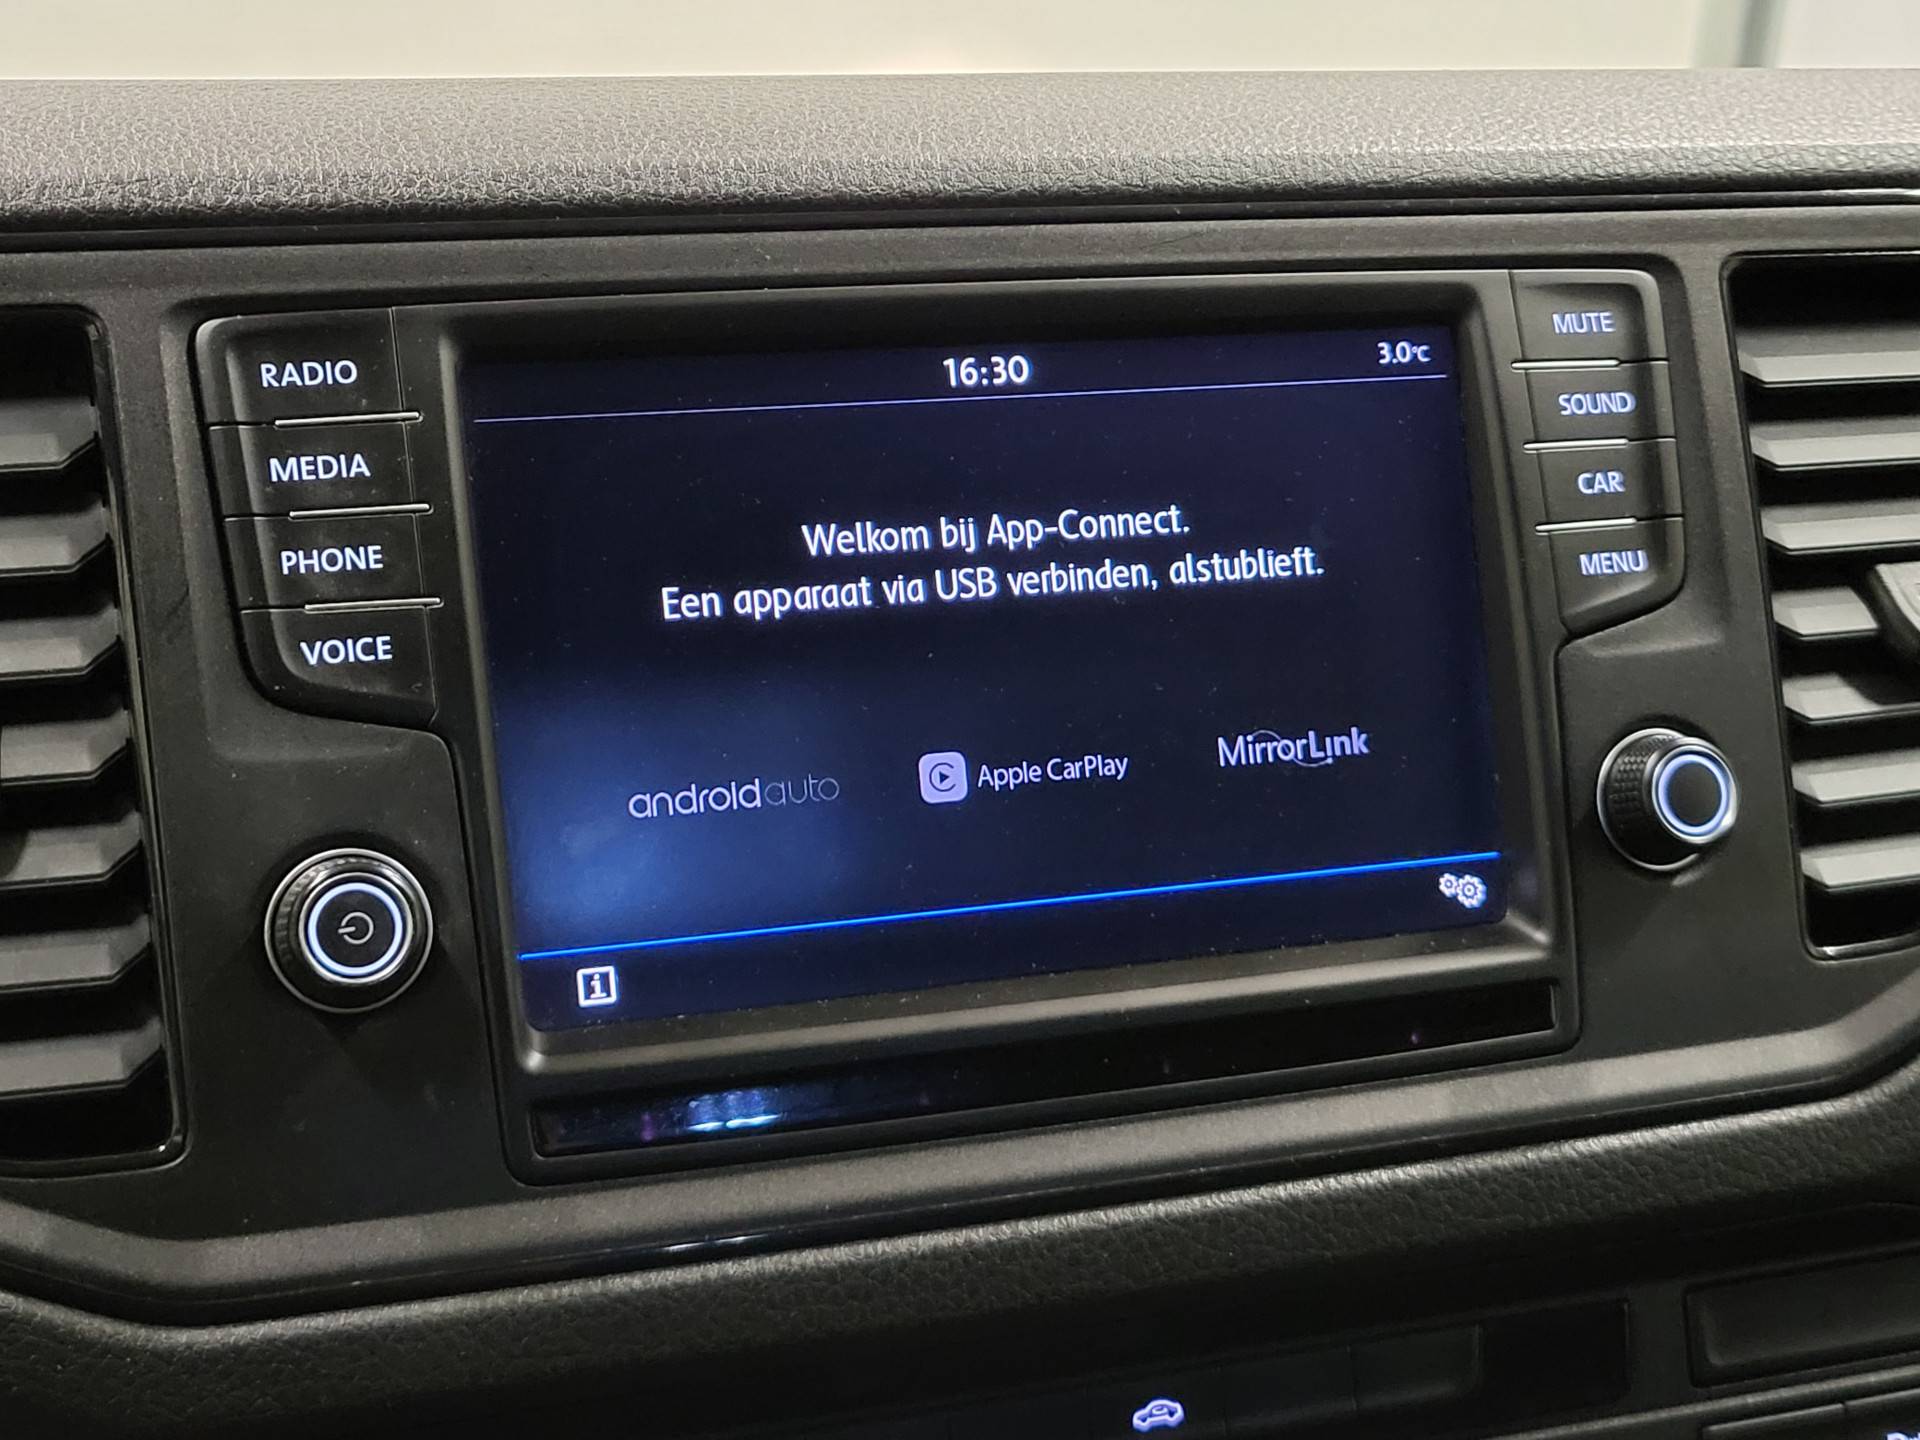 RADIO
MEDIA
PHONE
VOICE
16:30
3.0°C
Welkom bij App-Connect.
Een apparaat via USB verbinden, alstublieft.
androidauto
Apple CarPlay
MirrorLink
i
MUTE
SOUND
CAR
MENU